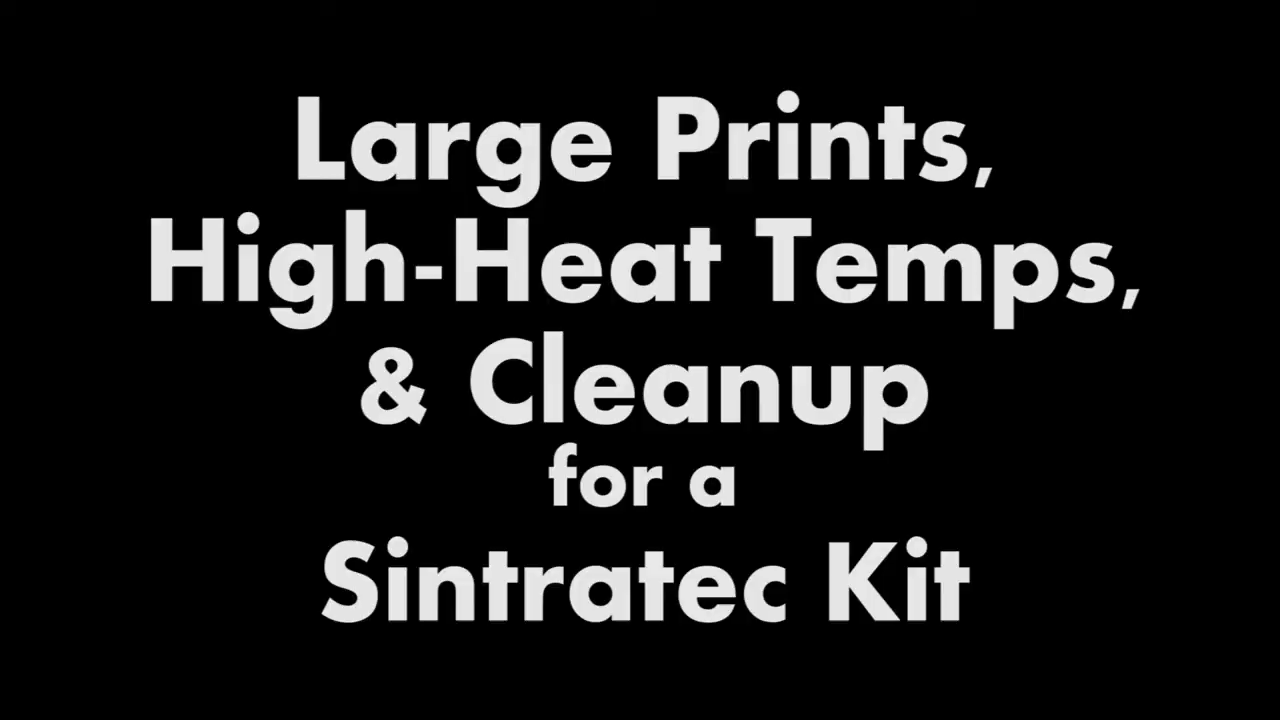 Large Prints,
High-Heat Temps,
& Cleanup
for a
Sintratec Kit